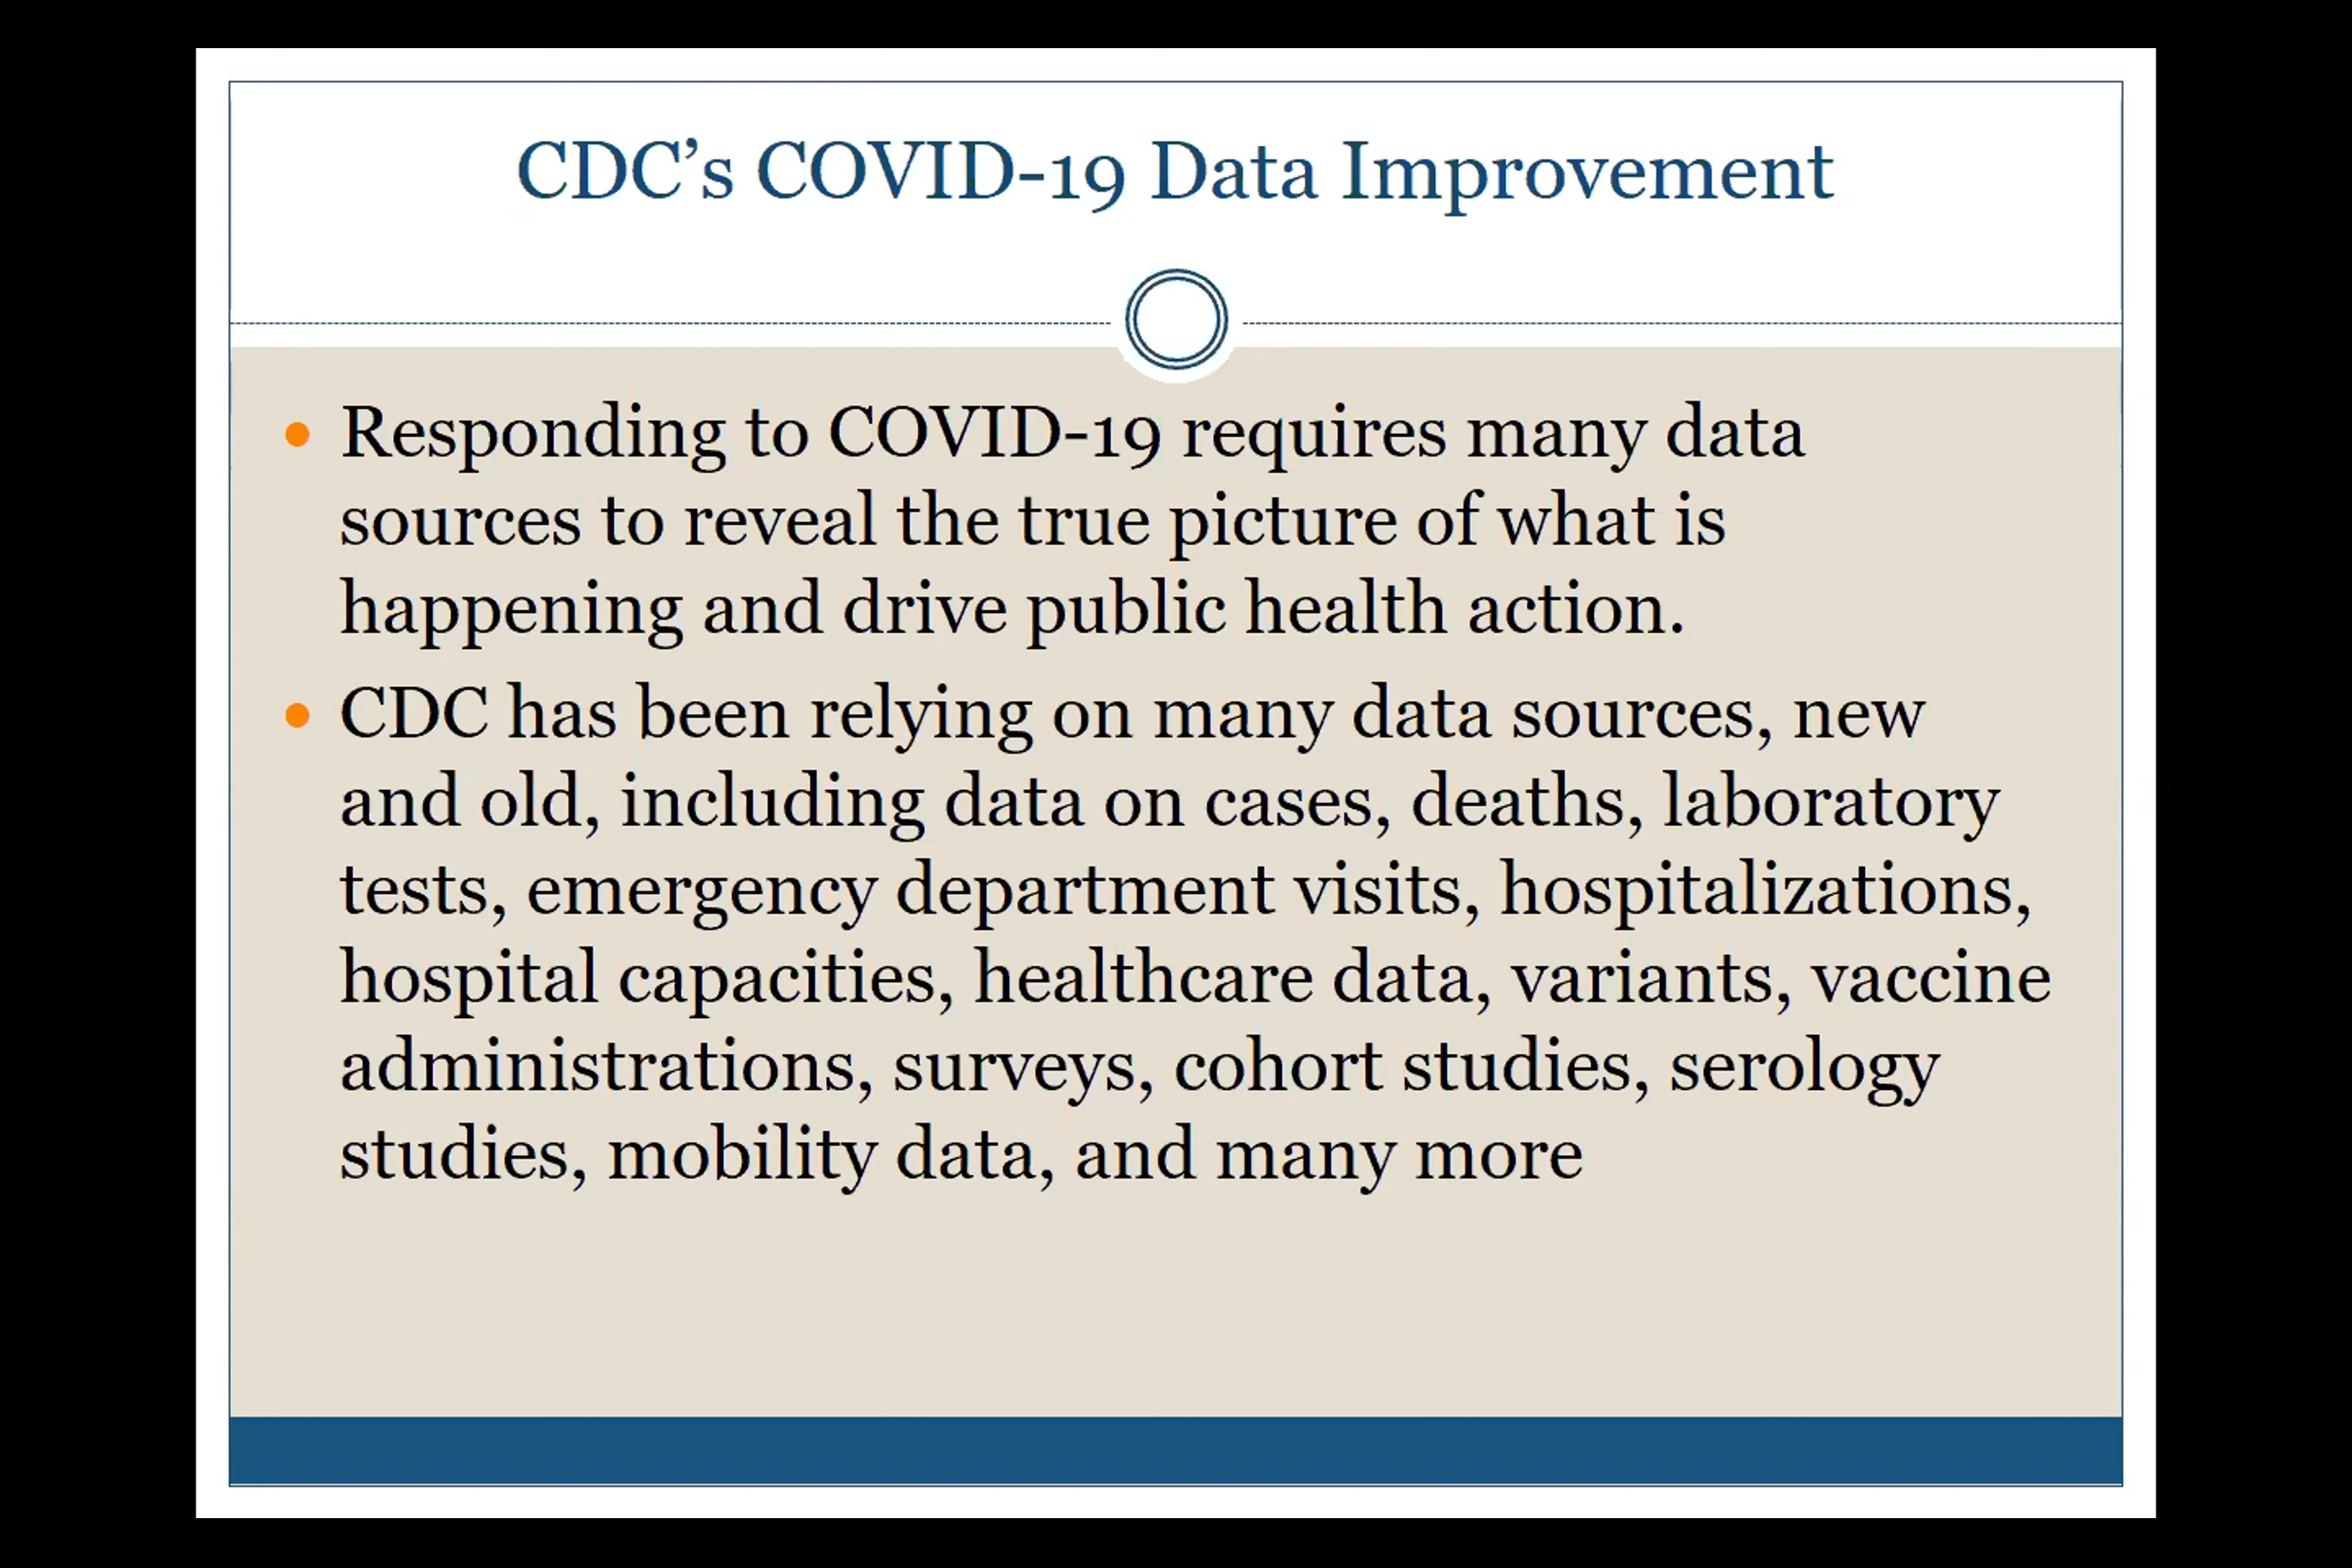 CDC’s COVID-19 Data Improvement
• Responding to COVID-19 requires many data
sources to reveal the true picture of what is
happening and drive public health action.
• CDC has been relying on many data sources, new
and old, including data on cases, deaths, laboratory
tests, emergency department visits, hospitalizations,
hospital capacities, healthcare data, variants, vaccine
administrations, surveys, cohort studies, serology
studies, mobility data, and many more